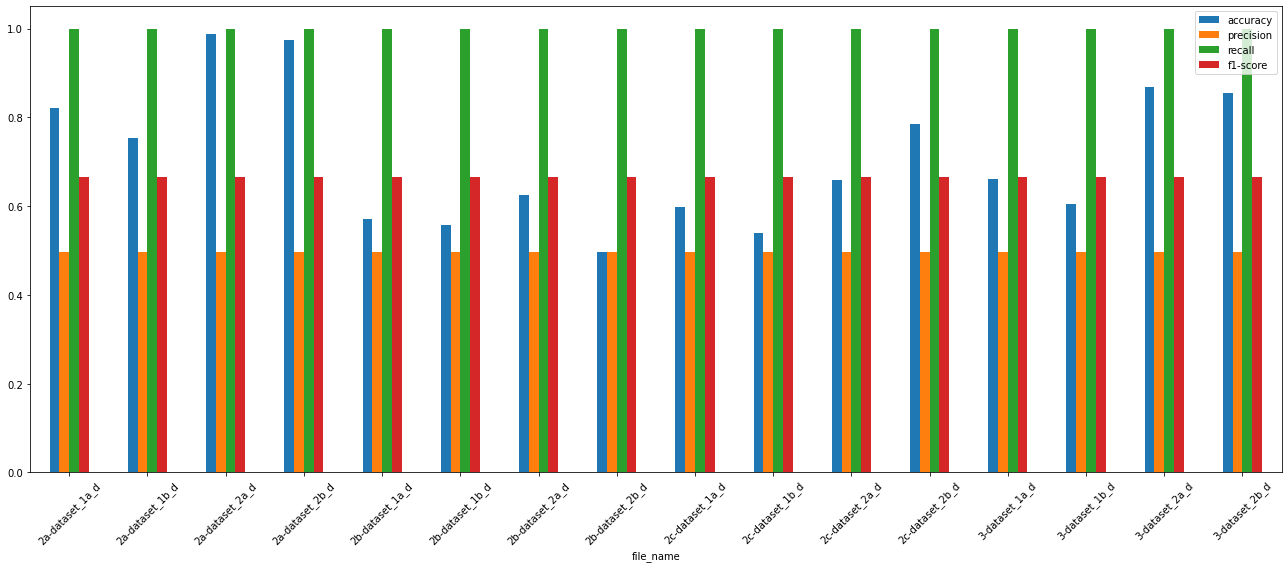 accuracy
precision
recall
f1-score
1.0
0.8
0.6
0.4
0.2
0.0
2a-dataset_1a_d
2a-dataset_1b_d
2a-dataset_2a_d
2a-dataset_2b_d
2b-dataset_1a_d
2b-dataset_1b_d
2b-dataset_2a_d
2b-dataset_2b_d
2c-dataset_1a_d
2c-dataset_1b_d
2c-dataset_2a_d
2c-dataset_2b_d
3-dataset_1a_d
3-dataset_1b_d
3-dataset_2a_d
3-dataset_2b_d
file_name